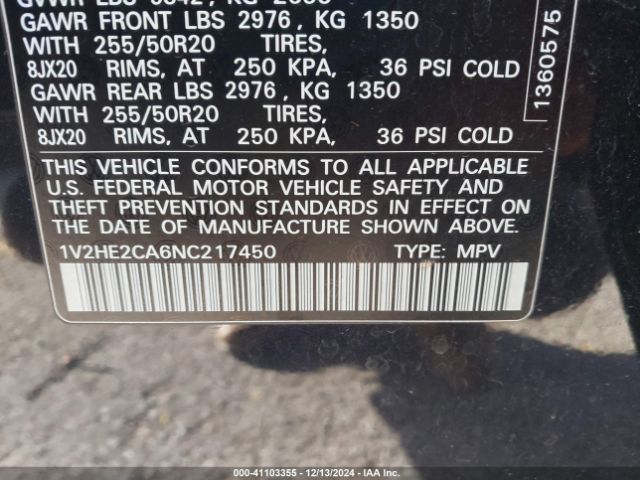 GAWR FRONT LBS 2976, KG 1350
WITH 255/50R20 TIRES,
8JX20 RIMS, AT 250 KPA, 36 PSI COLD
GAWR REAR LBS 2976, KG 1350
WITH 255/50R20 TIRES,
8JX20 RIMS, AT 250 KPA, 36 PSI COLD
1360575
THIS VEHICLE CONFORMS TO ALL APPLICABLE
U.S. FEDERAL MOTOR VEHICLE SAFETY AND
THEFT PREVENTION STANDARDS IN EFFECT ON
THE DATE OF MANUFACTURE SHOWN ABOVE.
1V2HE2CA6NC217450 TYPE: MPV
000-41103355 - 12/13/2024 - IAA Inc.